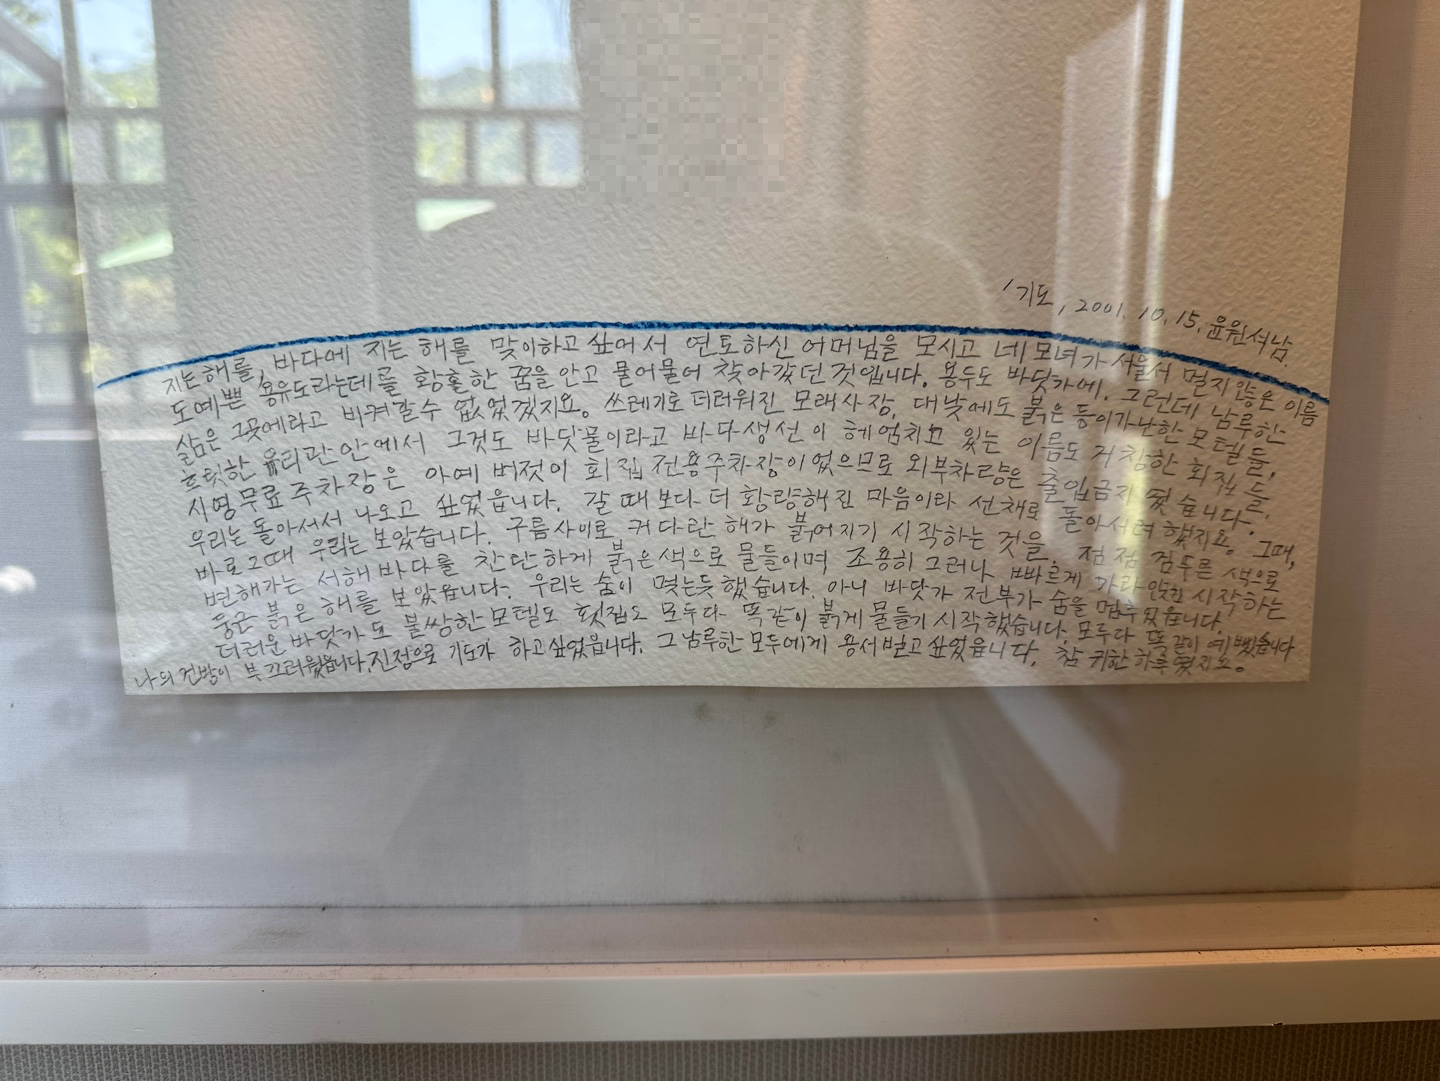 '기도, 2001. 10. 15. 윤원석남
지는해를, 바다에 지는 해를 맞이하고 싶어서 연로하신 어머님을 모시고 네모녀가 서울서 멀지않은 이름
도예쁜 용유도라는데를 황홀한 꿈을 안고 물어물어 찾아갔던 것입니다. 용두도 바닷가에. 그런데 남루한
삶은 그곳에라고 비켜갈수 없었겠지요. 쓰레기로 더러워진 모래사장, 대낮에도 붉은 등이가난한 모텔들,
흐릿한 유리판안에서 그것도 바닷물이라고 바다생선이 헤엄치고 있는 이름도 거창한 회집들,
시영무료주차장은 아예 버젓이 회집 전용주차장이었으므로 외부차량은 출입금지였습니다.
우리는 돌아서서 나오고 싶었읍니다. 갈 때 보다 더 황량해진 마음이라 선채로 돌아서려 했지요. 그때,
바로그때 우리는 보았습니다. 구름사이로 커다란 해가 붉어지기 시작하는 것을. 점점 검푸른 색으로
변해가는 서해바다를 찬란하게 붉은색으로 물들이며 조용히 그러나 빠르게 가라앉기 시작하는
둥근 붉은 해를 보았읍니다. 우리는 숨이 멎는듯했습니다. 아니 바닷가 전부가 숨을 멈추었읍니다.
더러운 바닷가도 불쌍한 모텔도 횟집도 모두다 똑같이 붉게 물들기 시작했습니다. 모두다 똑같이 예뻤습니다
나의 건방이 부끄러웠읍니다 진정으로 기도가 하고싶었읍니다. 그 남루한 모두에게 용서빌고 싶었읍니다. 참 귀한 하루였지요.